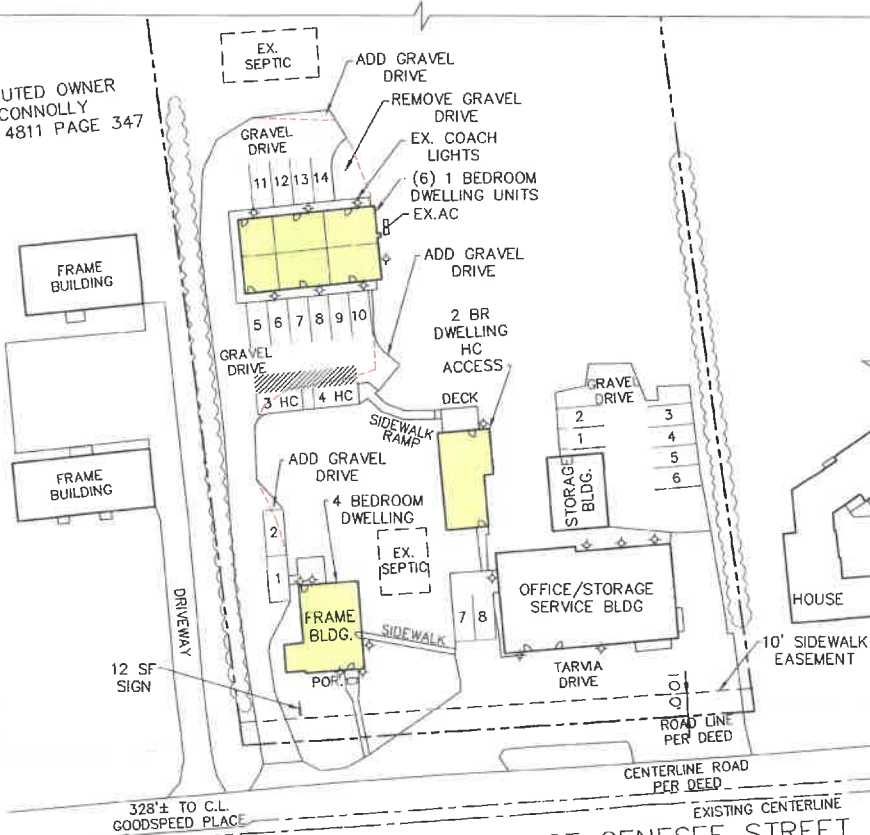 EX.
SEPTIC
ADD GRAVEL
DRIVE
UTED OWNER
CONNOLLY
4811 PAGE 347
REMOVE GRAVEL
DRIVE
GRAVEL
DRIVE
EX. COACH
LIGHTS
11 12 13 14
(6) 1 BEDROOM
DWELLING UNITS
EX.AC
FRAME
BUILDING
ADD GRAVEL
DRIVE
2 BR
DWELLING
HC
ACCESS
5 6 7 8 9 10
GRAVEL
DRIVE
3 HC 4 HC
DECK
SIDEWALK
RAMP
GRAVEL
DRIVE
2
1
3
4
5
6
STORAGE
BLDG.
FRAME
BUILDING
ADD GRAVEL
DRIVE
4 BEDROOM
DWELLING
2
1
EX.
SEPTIC
OFFICE/STORAGE
SERVICE BLDG
HOUSE
DRIVEWAY
FRAME
BLDG.
SIDEWALK
7 8
10' SIDEWALK
EASEMENT
12 SF
SIGN
POR.
TARVIA
DRIVE
10.0'
ROAD LINE
PER DEED
CENTERLINE ROAD
PER DEED
328'± TO C.L.
GOODSPEED PLACE
EXISTING CENTERLINE
GENESEE STREET